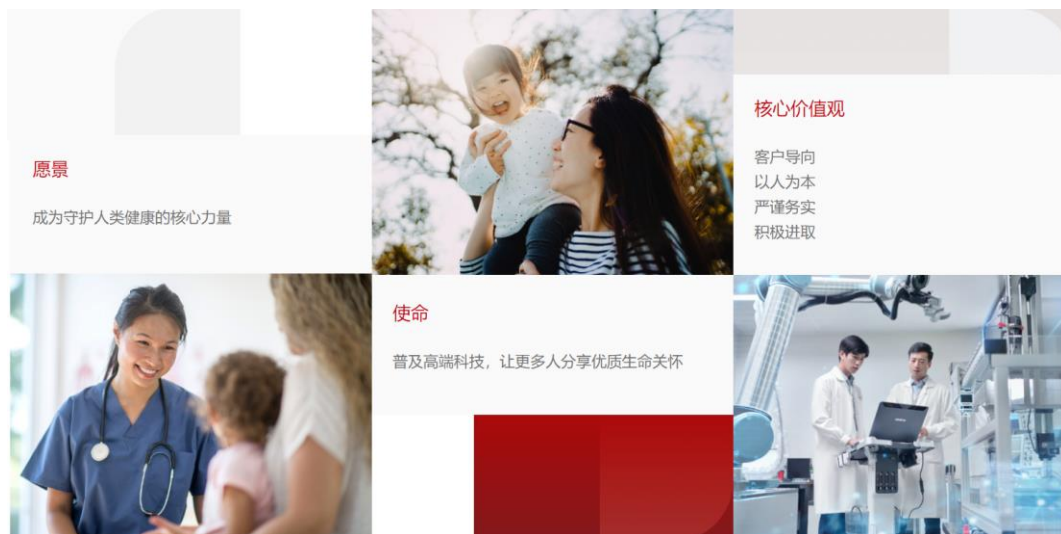 愿景
成为守护人类健康的核心力量
使命
普及高端科技，让更多人分享优质生命关怀
核心价值观
客户导向
以人为本
严谨务实
积极进取